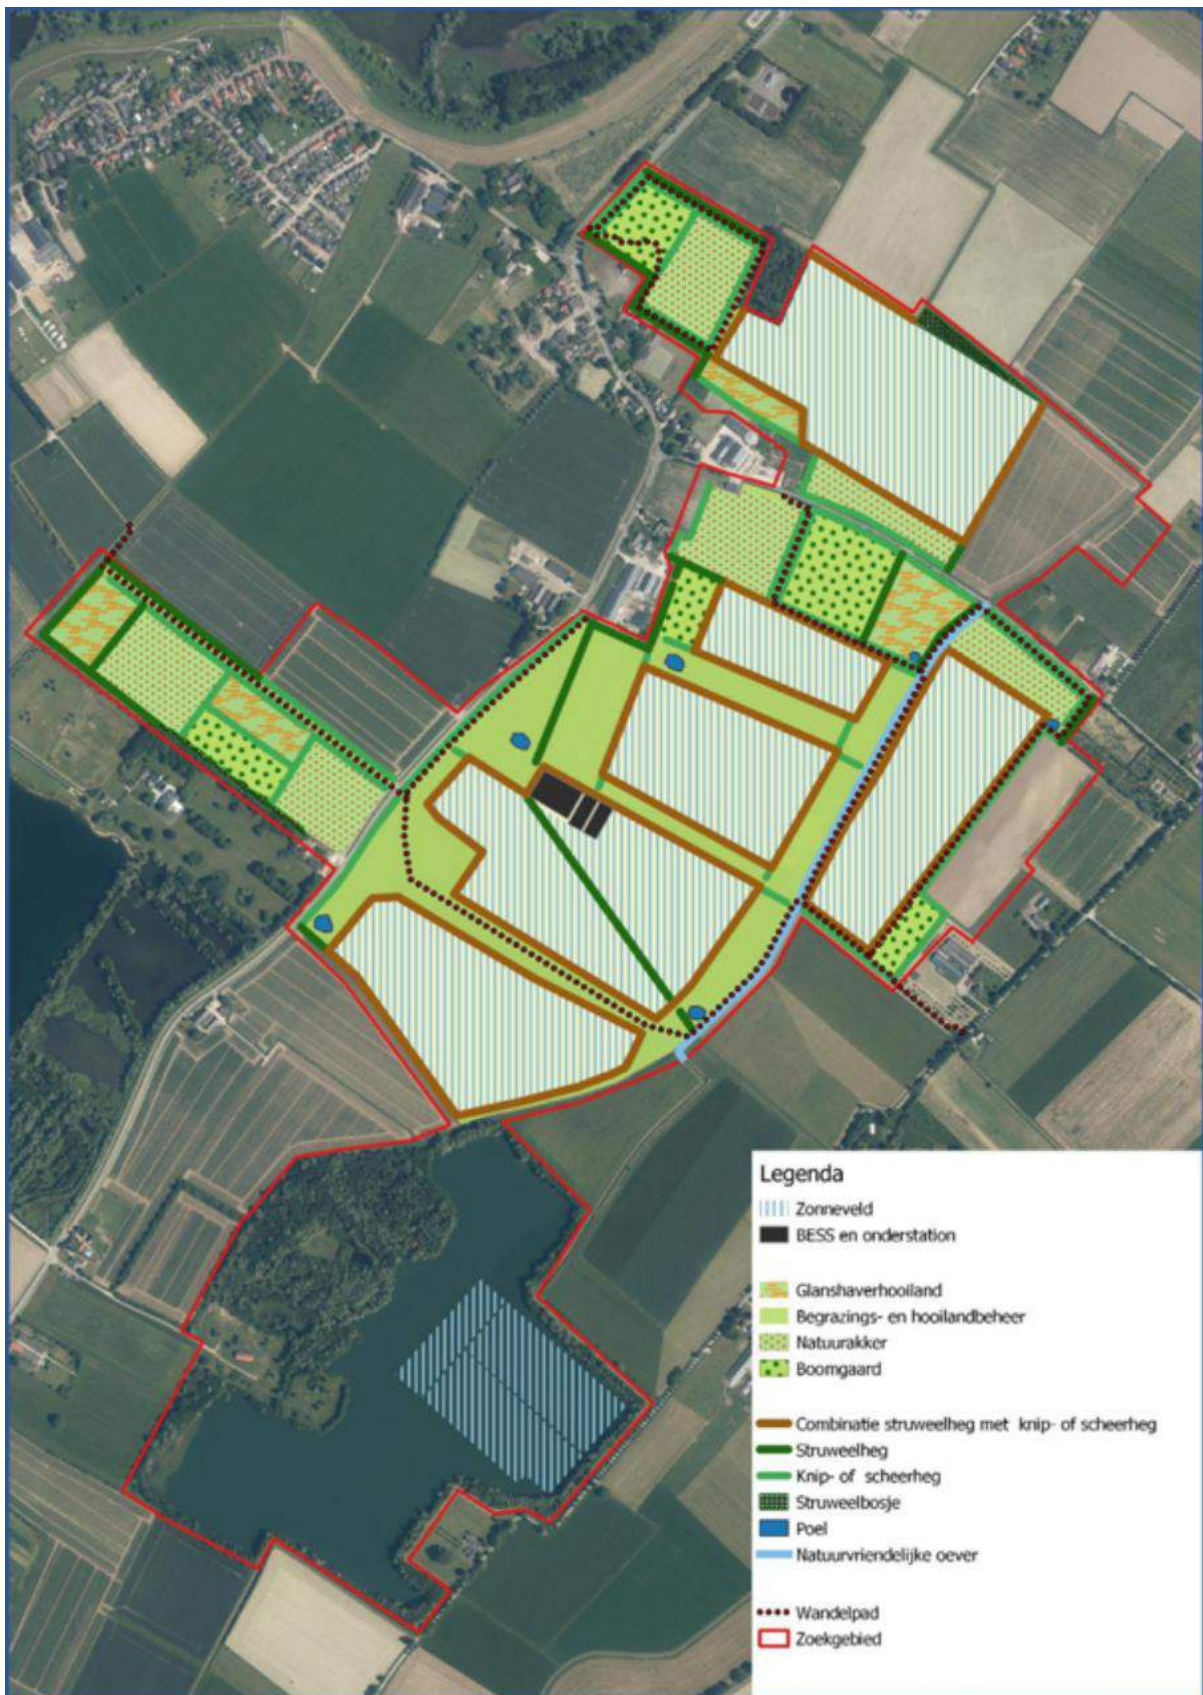 Legenda
Zonneveld
BESS en onderstation
Glanshaverhooiland
Begrazings- en hooilandbeheer
Natuurakker
Boomgaard
Combinatie struweelheg met knip- of scheerheg
Struweelheg
Knip- of scheerheg
Struweelbosje
Poel
Natuurvriendelijke oever
Wandelpad
Zoekgebied